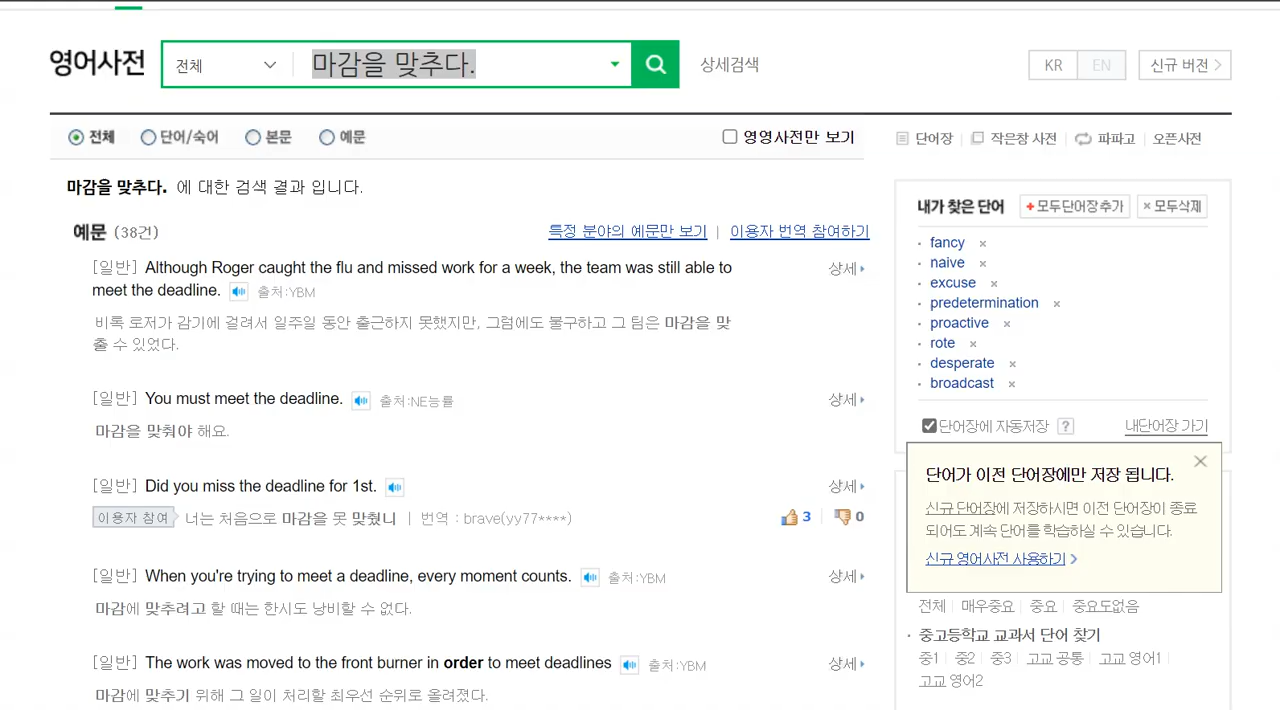 영어사전 전체 마감을 맞추다. 상세검색 KR EN 신규 버전
전체 단어/숙어 본문 예문 영영사전만 보기
마감을 맞추다. 에 대한 검색 결과 입니다.
예문 (38건) 특정 분야의 예문만 보기 | 이용자 번역 참여하기
[일반] Although Roger caught the flu and missed work for a week, the team was still able to 상세
meet the deadline. 출처:YBM
비록 로저가 감기에 걸려서 일주일 동안 출근하지 못했지만, 그럼에도 불구하고 그 팀은 마감을 맞
출 수 있었다.
[일반] You must meet the deadline. 출처:NE능률 상세
마감을 맞춰야 해요.
[일반] Did you miss the deadline for 1st. 상세
이용자 참여 너는 처음으로 마감을 못 맞췄니 | 번역 : brave(yy77****) 3 0
[일반] When you're trying to meet a deadline, every moment counts. 출처:YBM 상세
마감에 맞추려고 할 때는 한시도 낭비할 수 없다.
[일반] The work was moved to the front burner in order to meet deadlines 출처:YBM 상세
마감에 맞추기 위해 그 일이 처리할 최우선 순위로 올려졌다.
단어장 작은창 사전 파파고 오픈사전
내가 찾은 단어 +모두단어장추가 ×모두삭제
· fancy ×
· naive ×
· excuse ×
· predetermination ×
· proactive ×
· rote ×
· desperate ×
· broadcast ×
단어장에 자동저장 ? 내단어장 가기
단어가 이전 단어장에만 저장 됩니다. ×
신규 단어장에 저장하시면 이전 단어장이 종료
되어도 계속 단어를 학습하실 수 있습니다.
신규 영어사전 사용하기
전체 매우중요 중요 중요도없음
· 중고등학교 교과서 단어 찾기
중1 중2 중3 고교 공통 고교 영어1
고교 영어2